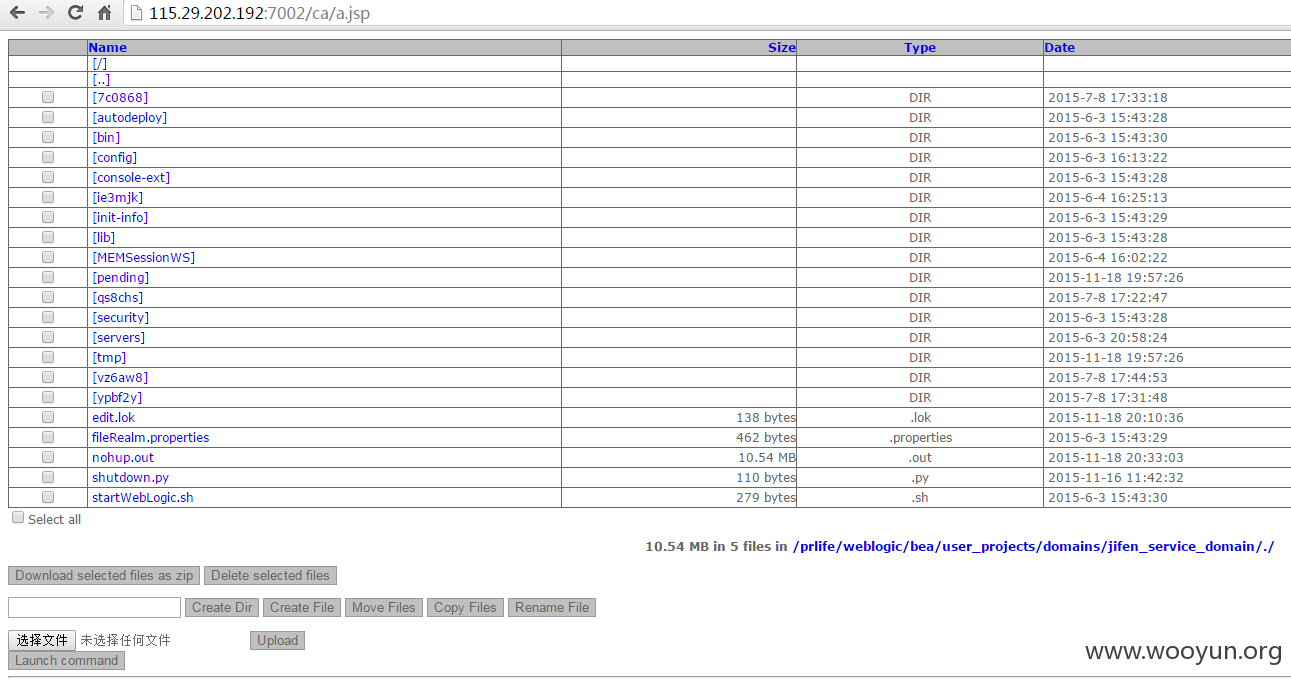 115.29.202.192:7002/ca/a.jsp
Name Size Type Date
[/]
[..]
[7c0868] DIR 2015-7-8 17:33:18
[autodeploy] DIR 2015-6-3 15:43:28
[bin] DIR 2015-6-3 15:43:30
[config] DIR 2015-6-3 16:13:22
[console-ext] DIR 2015-6-3 15:43:28
[ie3mjk] DIR 2015-6-4 16:25:13
[init-info] DIR 2015-6-3 15:43:29
[lib] DIR 2015-6-3 15:43:28
[MEMSessionWS] DIR 2015-6-4 16:02:22
[pending] DIR 2015-11-18 19:57:26
[qs8chs] DIR 2015-7-8 17:22:47
[security] DIR 2015-6-3 15:43:28
[servers] DIR 2015-6-3 20:58:24
[tmp] DIR 2015-11-18 19:57:26
[vz6aw8] DIR 2015-7-8 17:44:53
[ypbf2y] DIR 2015-7-8 17:31:48
edit.lok 138 bytes .lok 2015-11-18 20:10:36
fileRealm.properties 462 bytes .properties 2015-6-3 15:43:29
nohup.out 10.54 MB .out 2015-11-18 20:33:03
shutdown.py 110 bytes .py 2015-11-16 11:42:32
startWebLogic.sh 279 bytes .sh 2015-6-3 15:43:30
Select all
10.54 MB in 5 files in /prlife/weblogic/bea/user_projects/domains/jifen_service_domain/./
Download selected files as zip Delete selected files
Create Dir Create File Move Files Copy Files Rename File
选择文件 未选择任何文件 Upload
Launch command
www.wooyun.org